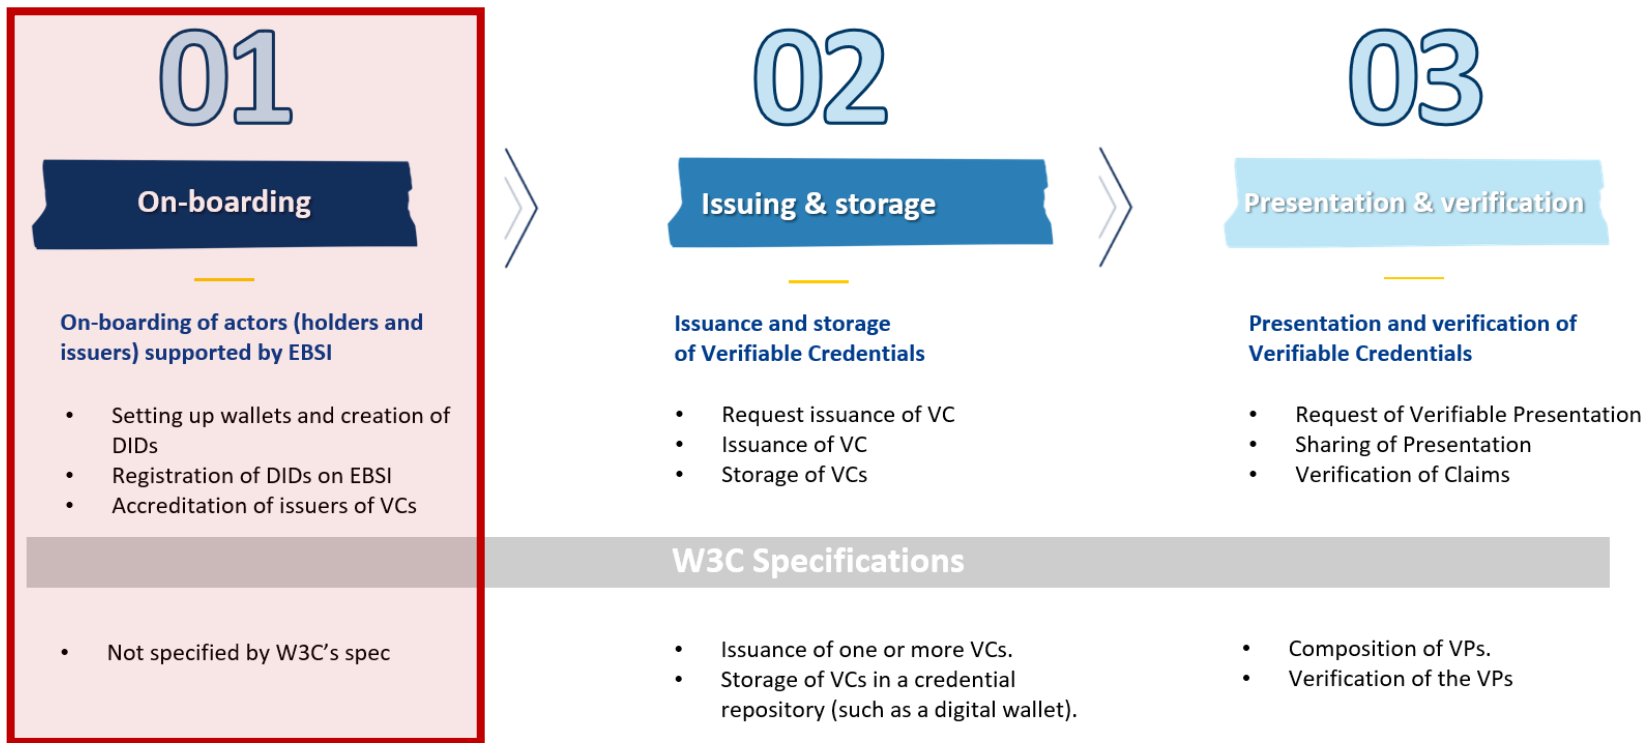 01
On-boarding
On-boarding of actors (holders and
issuers) supported by EBSI
• Setting up wallets and creation of
DIDs
• Registration of DIDs on EBSI
• Accreditation of issuers of VCs
02
Issuing & storage
Issuance and storage
of Verifiable Credentials
• Request issuance of VC
• Issuance of VC
• Storage of VCs
03
Presentation & verification
Presentation and verification of
Verifiable Credentials
• Request of Verifiable Presentation
• Sharing of Presentation
• Verification of Claims
W3C Specifications
• Not specified by W3C’s spec
• Issuance of one or more VCs.
• Storage of VCs in a credential
repository (such as a digital wallet).
• Composition of VPs.
• Verification of the VPs